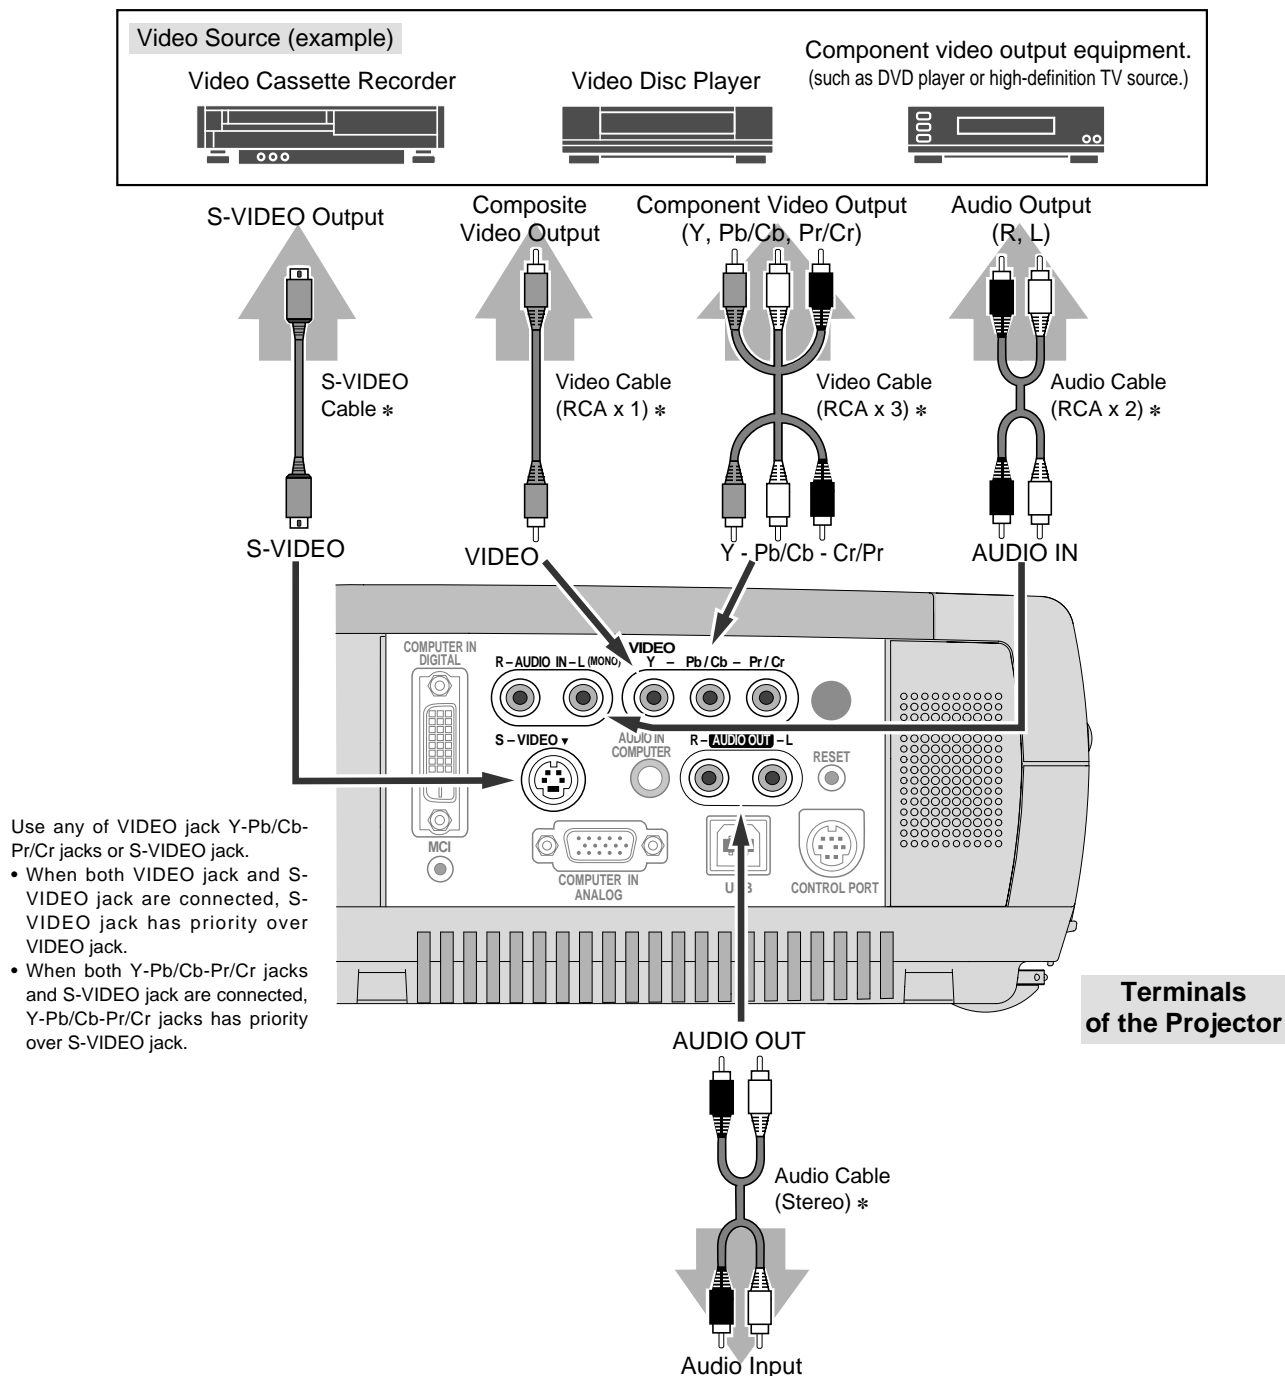 Video Source (example)
Video Cassette Recorder
Video Disc Player
Component video output equipment.
(such as DVD player or high-definition TV source.)
S-VIDEO Output
Composite
Video Output
Component Video Output
(Y, Pb/Cb, Pr/Cr)
Audio Output
(R, L)
S-VIDEO
Cable ✻
Video Cable
(RCA x 1) ✻
Video Cable
(RCA x 3) ✻
Audio Cable
(RCA x 2) ✻
S-VIDEO
VIDEO
Y - Pb/Cb - Cr/Pr
AUDIO IN
COMPUTER IN
DIGITAL
VIDEO
R – AUDIO IN – L (MONO)
Y – Pb / Cb – Pr / Cr
S – VIDEO ▼
AUDIO IN
COMPUTER
R – AUDIO OUT – L
RESET
MCI
COMPUTER IN
ANALOG
USB
CONTROL PORT
Use any of VIDEO jack Y-Pb/Cb-
Pr/Cr jacks or S-VIDEO jack.
• When both VIDEO jack and S-
VIDEO jack are connected, S-
VIDEO jack has priority over
VIDEO jack.
• When both Y-Pb/Cb-Pr/Cr jacks
and S-VIDEO jack are connected,
Y-Pb/Cb-Pr/Cr jacks has priority
over S-VIDEO jack.
Terminals
of the Projector
AUDIO OUT
Audio Cable
(Stereo) ✻
Audio Input